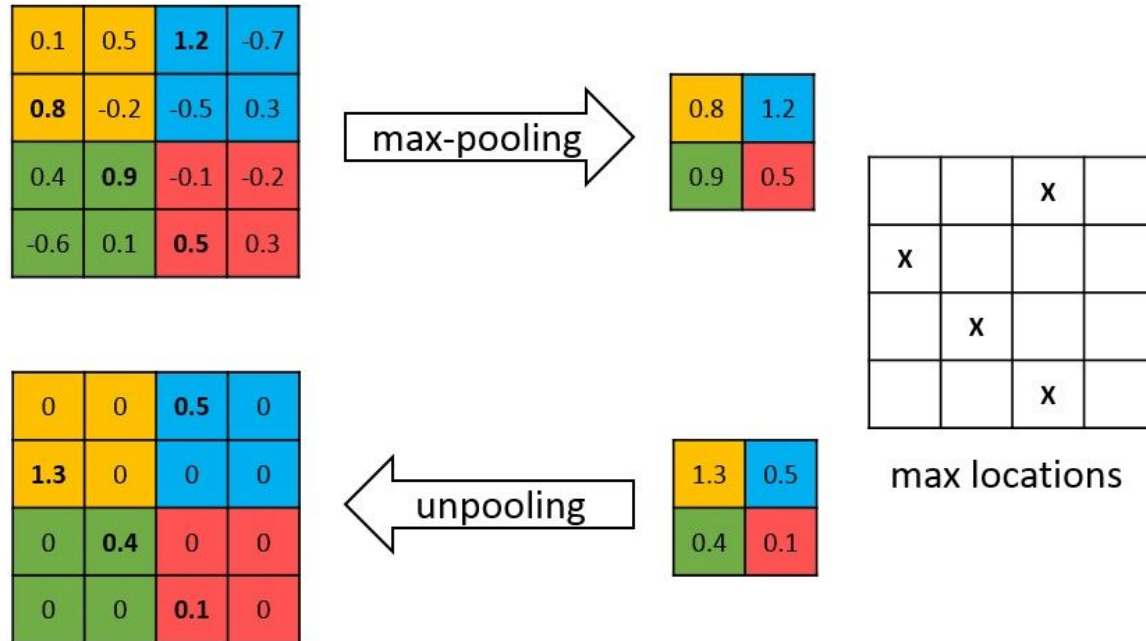 0.1 0.5 1.2 -0.7
0.8 -0.2 -0.5 0.3
0.4 0.9 -0.1 -0.2
-0.6 0.1 0.5 0.3
max-pooling
0.8 1.2
0.9 0.5
X
X
X
X
max locations
0 0 0.5 0
1.3 0 0 0
0 0.4 0 0
0 0 0.1 0
unpooling
1.3 0.5
0.4 0.1